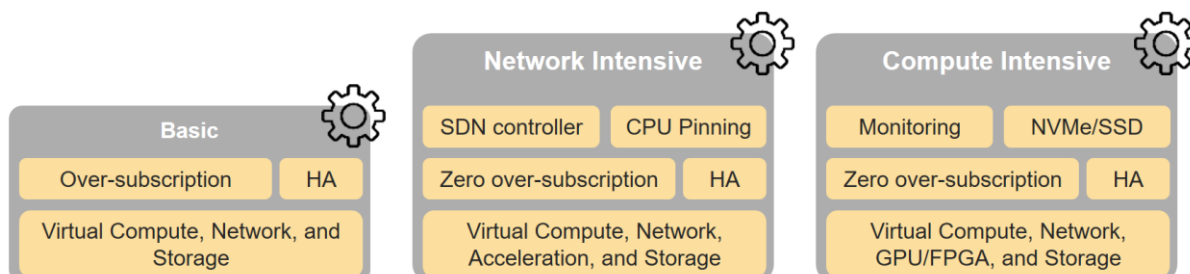 Basic
Over-subscription
HA
Virtual Compute, Network, and
Storage
Network Intensive
SDN controller
CPU Pinning
Zero over-subscription
HA
Virtual Compute, Network,
Acceleration, and Storage
Compute Intensive
Monitoring
NVMe/SSD
Zero over-subscription
HA
Virtual Compute, Network,
GPU/FPGA, and Storage